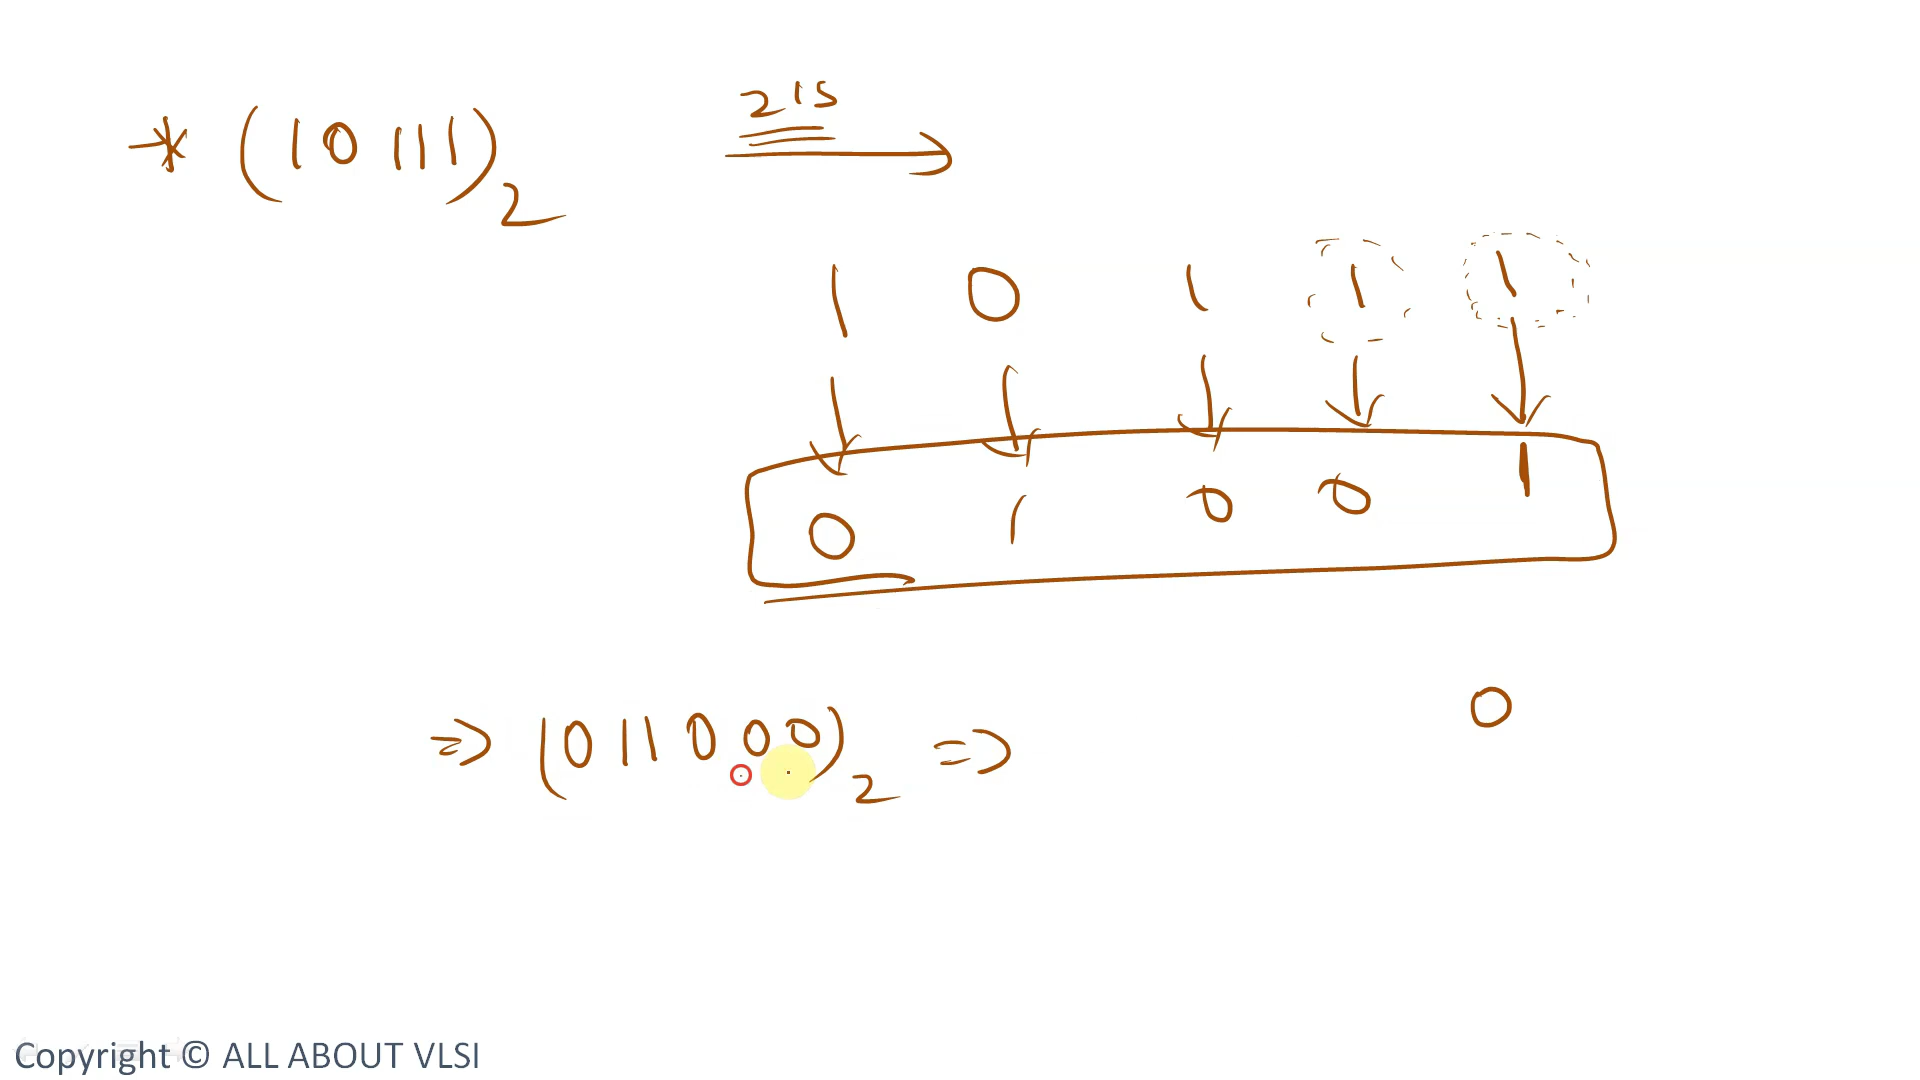 * (10111)₂
2's
1 0 1 1 1
0 1 0 0 1
0
⇒ (011000)₂ ⇒
Copyright © ALL ABOUT VLSI